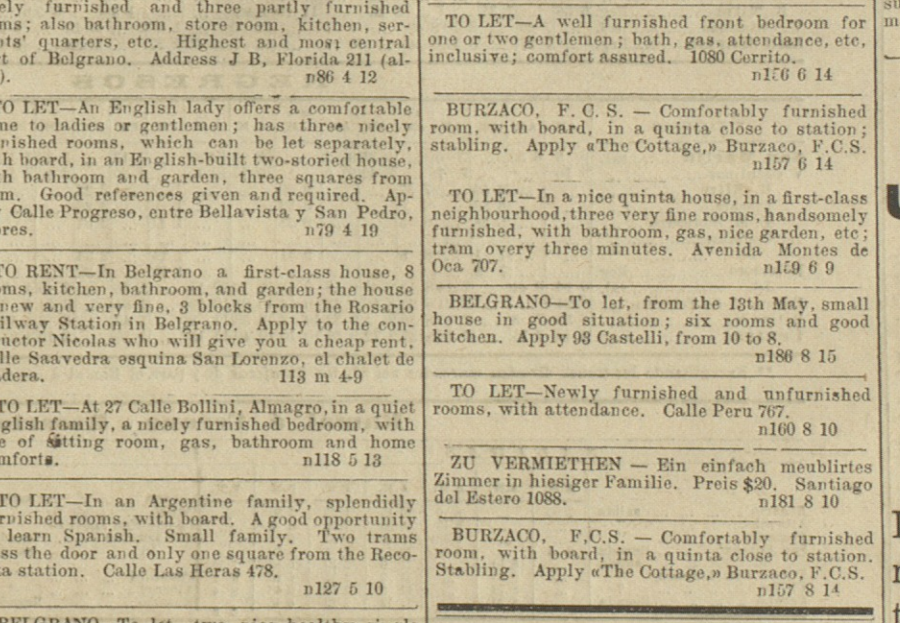 furnished and three partly furnished
also bathroom, store room, kitchen, ser-
quarters, etc. Highest and most central
of Belgrano. Address J B, Florida 211 (al-
n86 4 12
TO LET—An English lady offers a comfortable
to ladies or gentlemen; has three nicely
rooms, which can be let separately,
board, in an English-built two-storied house,
bathroom and garden, three squares from
Good references given and required. Ap-
Calle Progreso, entre Bellavista y San Pedro,
n79 4 19
TO RENT—In Belgrano a first-class house, 8
kitchen, bathroom, and garden; the house
new and very fine, 3 blocks from the Rosario
Station in Belgrano. Apply to the con-
Nicolas who will give you a cheap rent,
Saavedra esquina San Lorenzo, el chalet de
113 m 4-9
TO LET—At 27 Calle Bollini, Almagro, in a quiet
family, a nicely furnished bedroom, with
of sitting room, gas, bathroom and home
n118 5 13
TO LET—In an Argentine family, splendidly
rooms, with board. A good opportunity
learn Spanish. Small family. Two trams
the door and only one square from the Reco-
station. Calle Las Heras 478.
n127 5 10
TO LET—A well furnished front bedroom for
one or two gentlemen; bath, gas, attendance, etc,
inclusive; comfort assured. 1080 Cerrito.
6 14
BURZACO, F. C. S. — Comfortably furnished
room, with board, in a quinta close to station;
stabling. Apply «The Cottage,» Burzaco, F.C.S.
n157 6 14
TO LET—In a nice quinta house, in a first-class
neighbourhood, three very fine rooms, handsomely
furnished, with bathroom, gas, nice garden, etc;
tram overy three minutes. Avenida Montes de
Oca 707.
6 9
BELGRANO—To let, from the 13th May, small
house in good situation; six rooms and good
kitchen. Apply 93 Castelli, from 10 to 8.
n186 8 15
TO LET—Newly furnished and unfurnished
rooms, with attendance. Calle Peru 767.
n160 8 10
ZU VERMIETHEN — Ein einfach meublirtes
Zimmer in hiesiger Familie. Preis $20. Santiago
del Estero 1088.
n181 8 10
BURZACO, F,C.S. — Comfortably furnished
room, with board, in a quinta close to station.
Stabling. Apply «The Cottage,» Burzaco, F.C.S.
n157 8 14